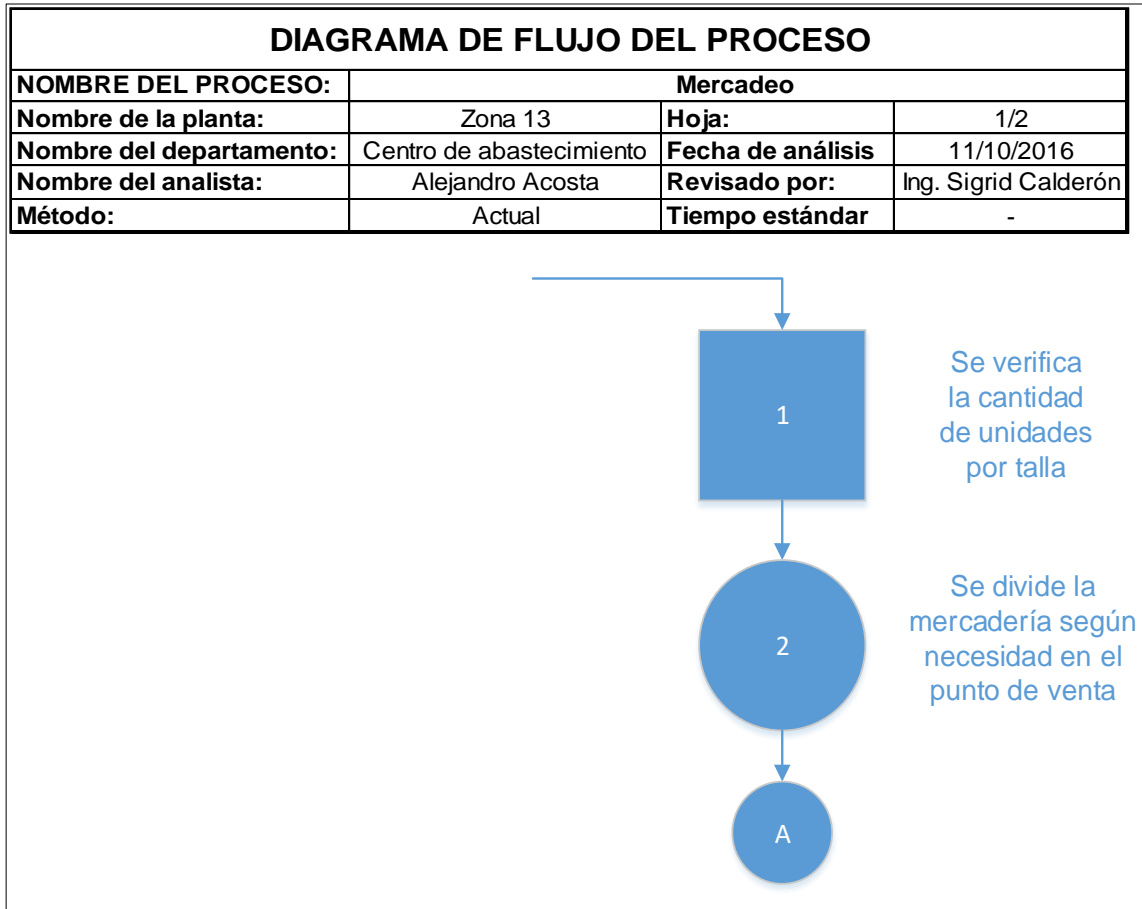 DIAGRAMA DE FLUJO DEL PROCESO
NOMBRE DEL PROCESO: Mercadeo
Nombre de la planta: Zona 13 Hoja: 1/2
Nombre del departamento: Centro de abastecimiento Fecha de análisis 11/10/2016
Nombre del analista: Alejandro Acosta Revisado por: Ing. Sigrid Calderón
Método: Actual Tiempo estándar -
1
Se verifica
la cantidad
de unidades
por talla
2
Se divide la
mercadería según
necesidad en el
punto de venta
A